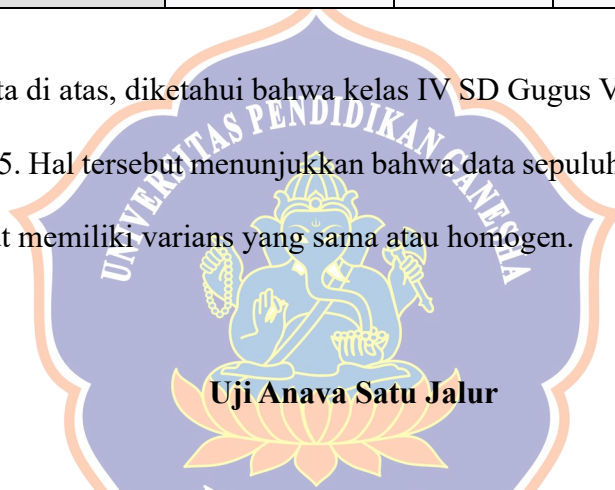 ta di atas, diketahui bahwa kelas IV SD Gugus V
UNIVERSITAS PENDIDIKAN GANESHA
5. Hal tersebut menunjukkan bahwa data sepuluh
t memiliki varians yang sama atau homogen.
Uji Anava Satu Jalur